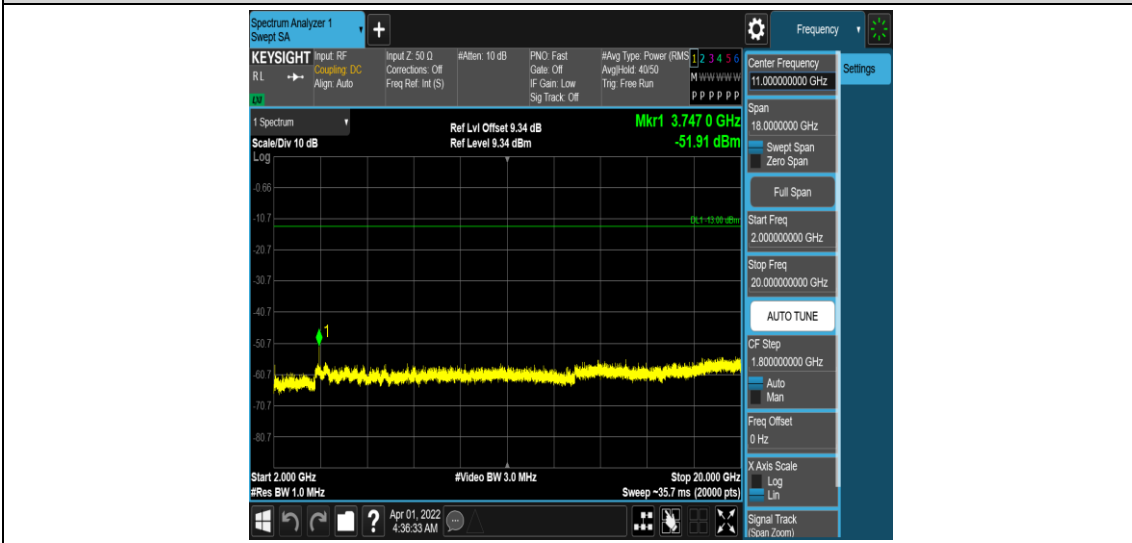 Spectrum Analyzer 1
Swept SA
+
Frequency
KEYSIGHT
RL
LXI
Input: RF
Coupling: DC
Align: Auto
Input Z: 50 Ω
Corrections: Off
Freq Ref: Int (S)
#Atten: 10 dB
PNO: Fast
Gate: Off
IF Gain: Low
Sig Track: Off
#Avg Type: Power (RMS
Avg|Hold: 40/50
Trig: Free Run
1 2 3 4 5 6
M W W W W W
P P P P P P
Center Frequency
11.000000000 GHz
Settings
1 Spectrum
Scale/Div 10 dB
Ref Lvl Offset 9.34 dB
Ref Level 9.34 dBm
Mkr1 3.747 0 GHz
-51.91 dBm
Log
-0.66
-10.7
-20.7
-30.7
-40.7
-50.7
-60.7
-70.7
-80.7
DL1 -13.00 dBm
1
Start 2.000 GHz
#Res BW 1.0 MHz
#Video BW 3.0 MHz
Stop 20.000 GHz
Sweep ~35.7 ms (20000 pts)
Span
18.0000000 GHz
Swept Span
Zero Span
Full Span
Start Freq
2.000000000 GHz
Stop Freq
20.000000000 GHz
AUTO TUNE
CF Step
1.800000000 GHz
Auto
Man
Freq Offset
0 Hz
X Axis Scale
Log
Lin
Signal Track
(Span Zoom)
?
Apr 01, 2022
4:36:33 AM